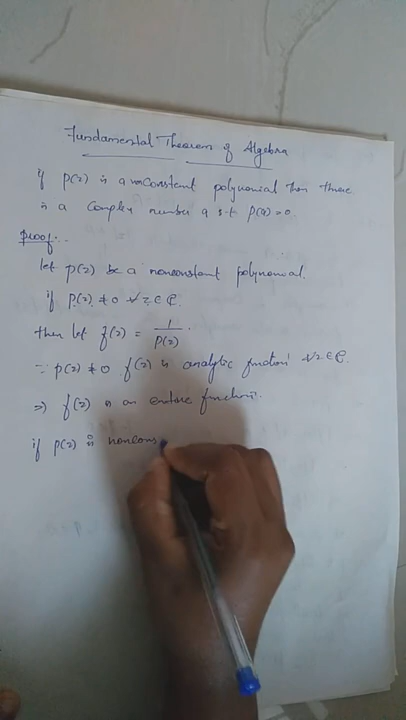 Fundamental Theorem of Algebra
if p(z) is a nonconstant polynomial then there
is a complex number a s.t p(a)=0.
Proof:.
let p(z) be a nonconstant polynomial.
if p(z) ≠ 0 ∀ z ∈ ℂ.
then let f(z) = 1/p(z).
∵ p(z) ≠ 0 f(z) is analytic function ∀ z ∈ ℂ.
⇒ f(z) is an entire function.
if p(z) is noncons